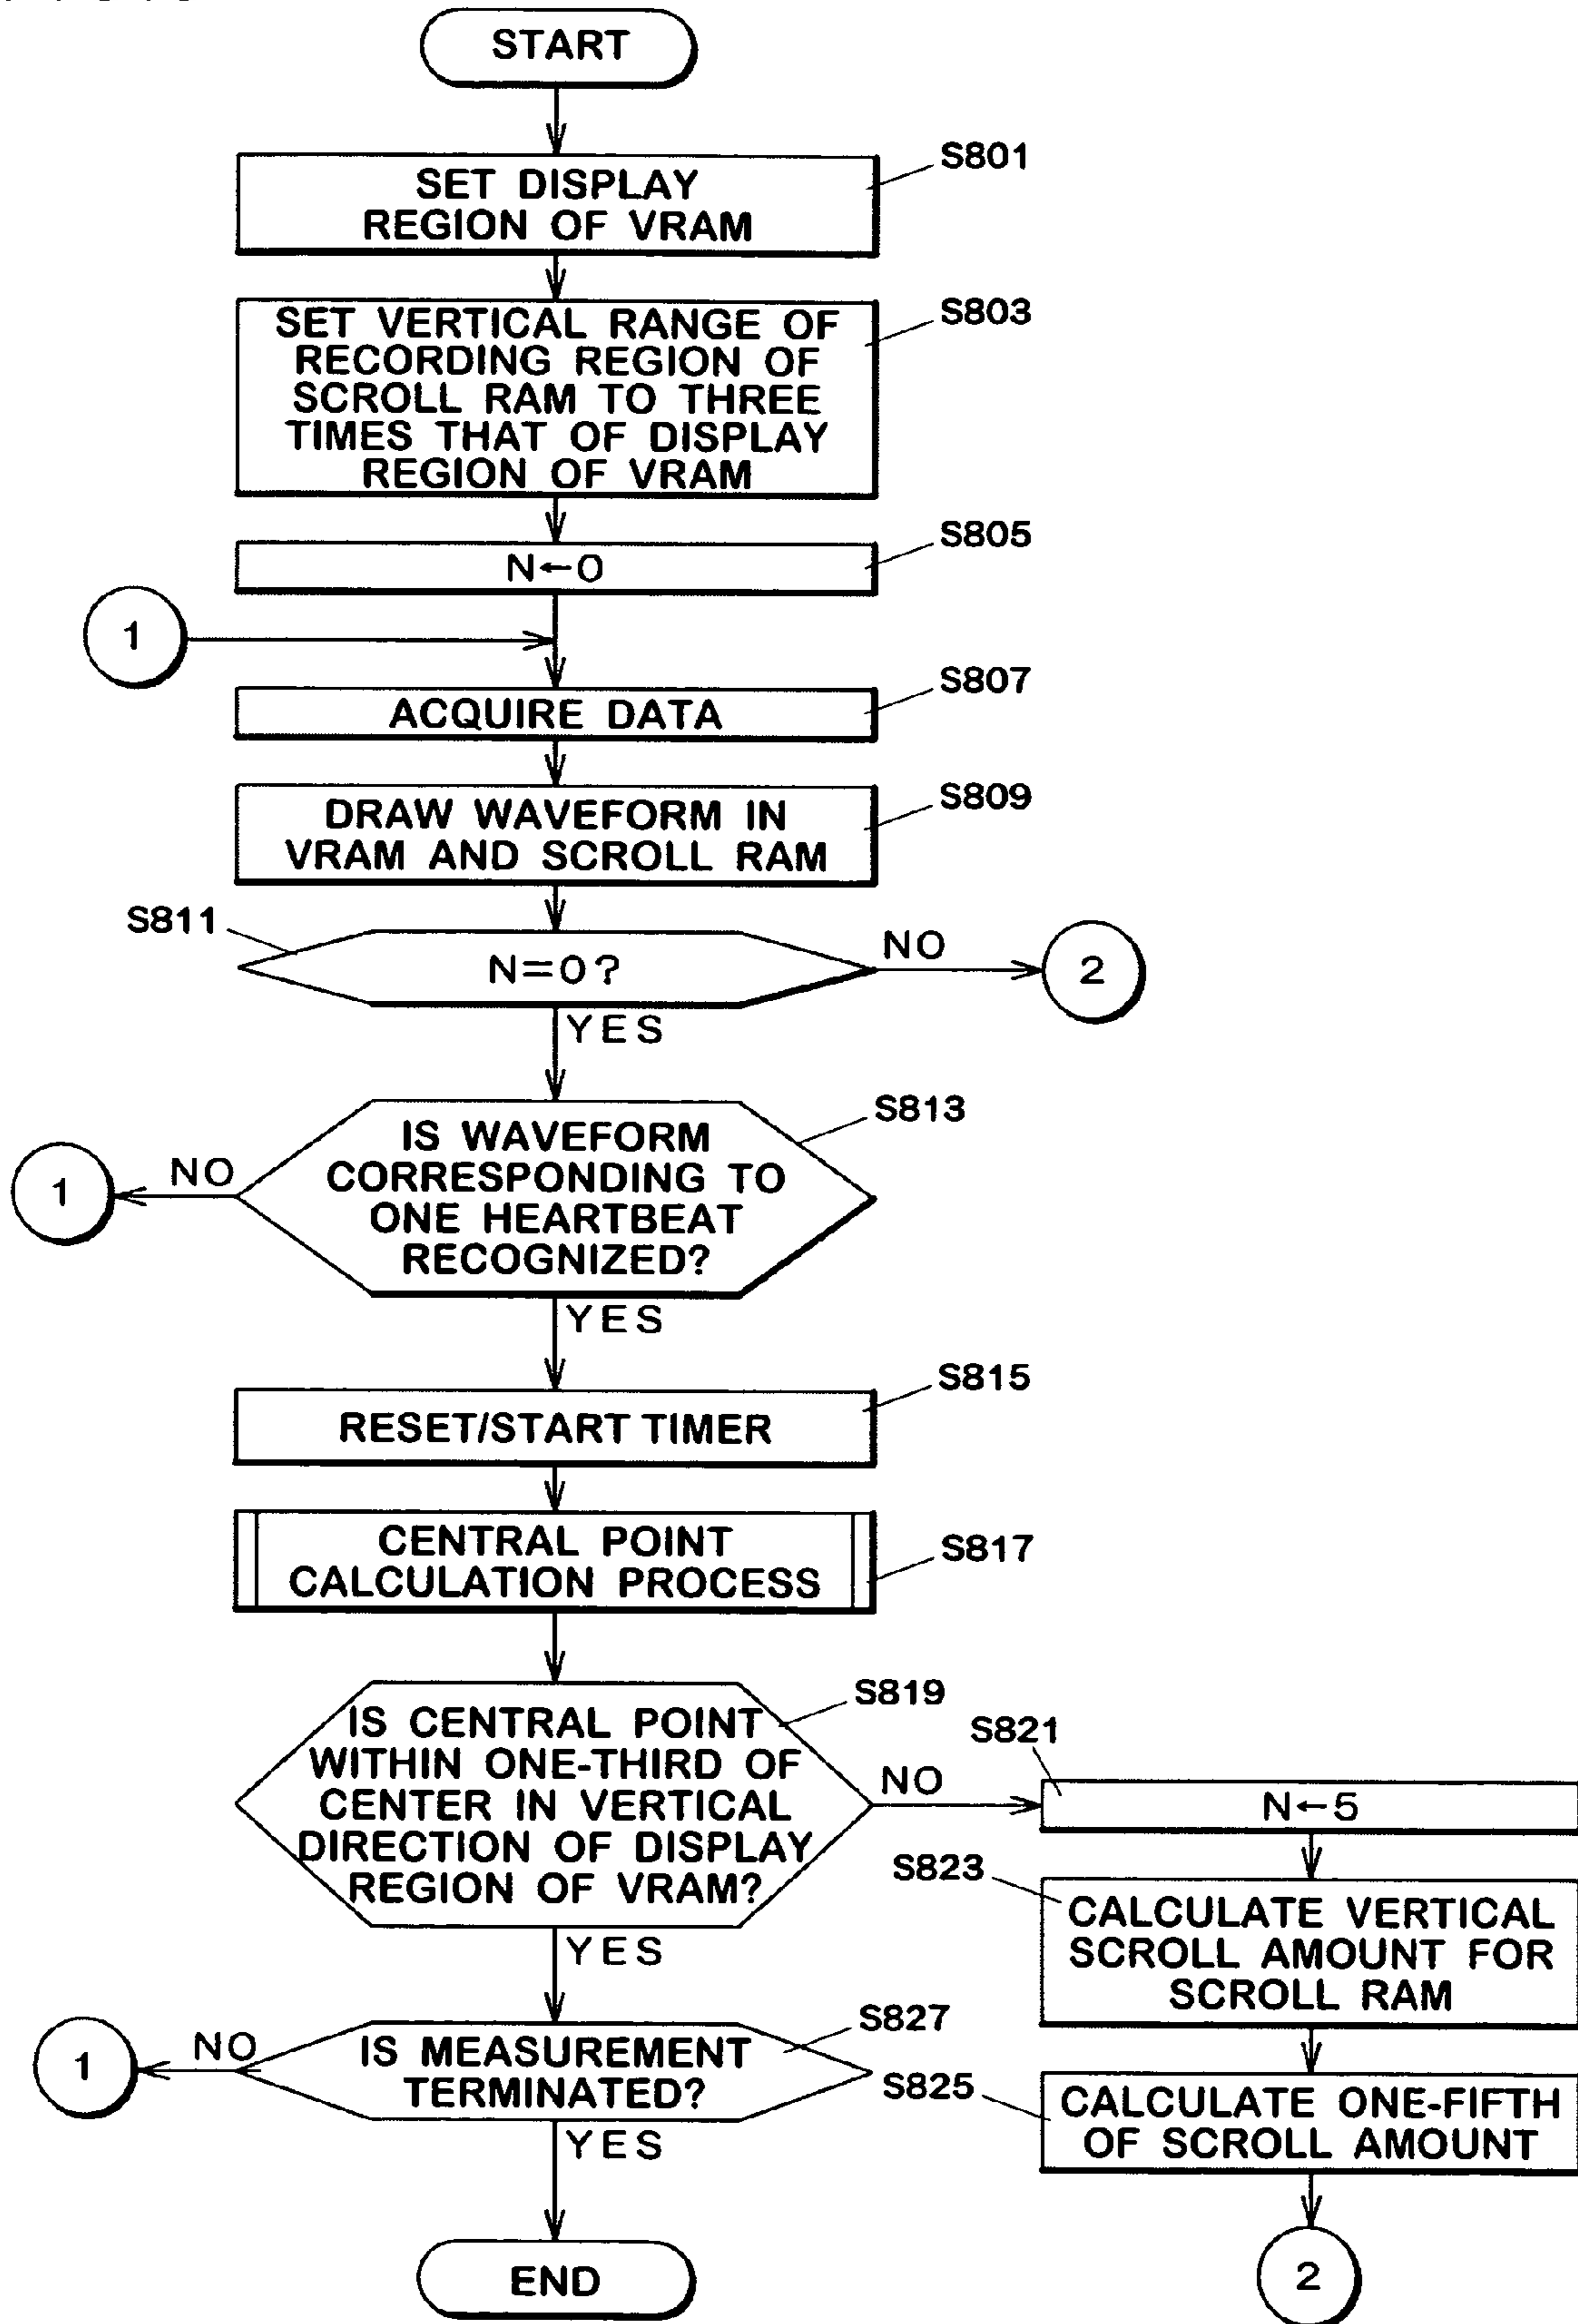 START
S801
SET DISPLAY
REGION OF VRAM
S803
SET VERTICAL RANGE OF
RECORDING REGION OF
SCROLL RAM TO THREE
TIMES THAT OF DISPLAY
REGION OF VRAM
S805
N←0
1
S807
ACQUIRE DATA
S809
DRAW WAVEFORM IN
VRAM AND SCROLL RAM
S811
N=0?
NO
2
YES
S813
IS WAVEFORM
CORRESPONDING TO
ONE HEARTBEAT
RECOGNIZED?
NO
1
YES
S815
RESET/START TIMER
S817
CENTRAL POINT
CALCULATION PROCESS
S819
IS CENTRAL POINT
WITHIN ONE-THIRD OF
CENTER IN VERTICAL
DIRECTION OF DISPLAY
REGION OF VRAM?
NO
S821
N←5
S823
CALCULATE VERTICAL
SCROLL AMOUNT FOR
SCROLL RAM
S825
CALCULATE ONE-FIFTH
OF SCROLL AMOUNT
2
YES
S827
IS MEASUREMENT
TERMINATED?
NO
1
YES
END